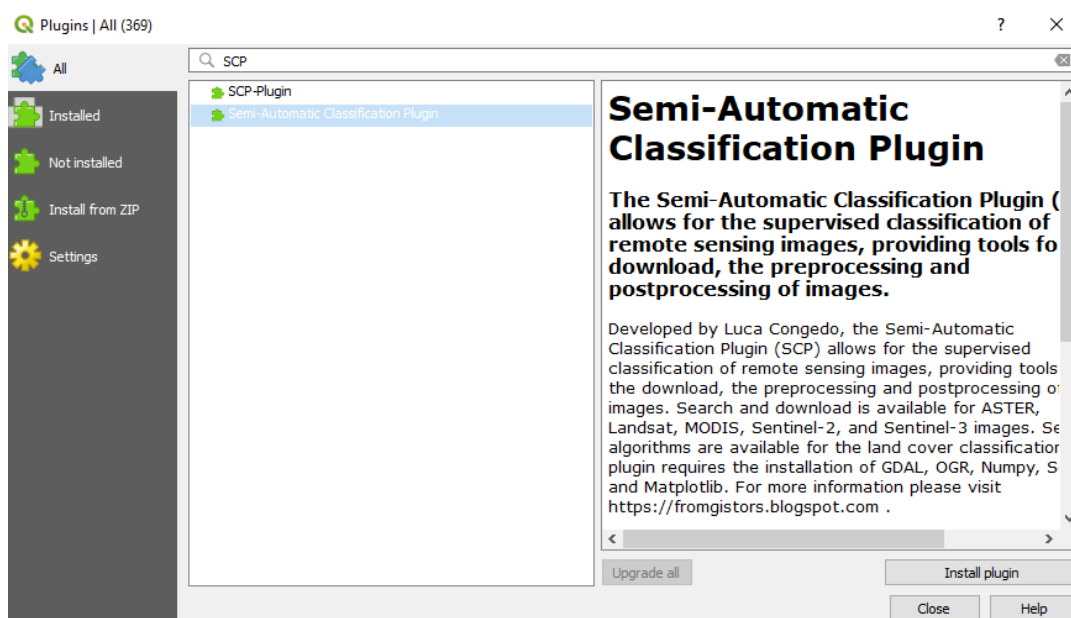 Plugins | All (369)
?
All
SCP
Installed
Not installed
Install from ZIP
Settings
SCP-Plugin
Semi-Automatic Classification Plugin
Semi-Automatic
Classification Plugin
The Semi-Automatic Classification Plugin (
allows for the supervised classification of
remote sensing images, providing tools fo
download, the preprocessing and
postprocessing of images.
Developed by Luca Congedo, the Semi-Automatic
Classification Plugin (SCP) allows for the supervised
classification of remote sensing images, providing tools
the download, the preprocessing and postprocessing of
images. Search and download is available for ASTER,
Landsat, MODIS, Sentinel-2, and Sentinel-3 images. Se
algorithms are available for the land cover classification
plugin requires the installation of GDAL, OGR, Numpy, S
and Matplotlib. For more information please visit
https://fromgistors.blogspot.com .
Upgrade all
Install plugin
Close
Help